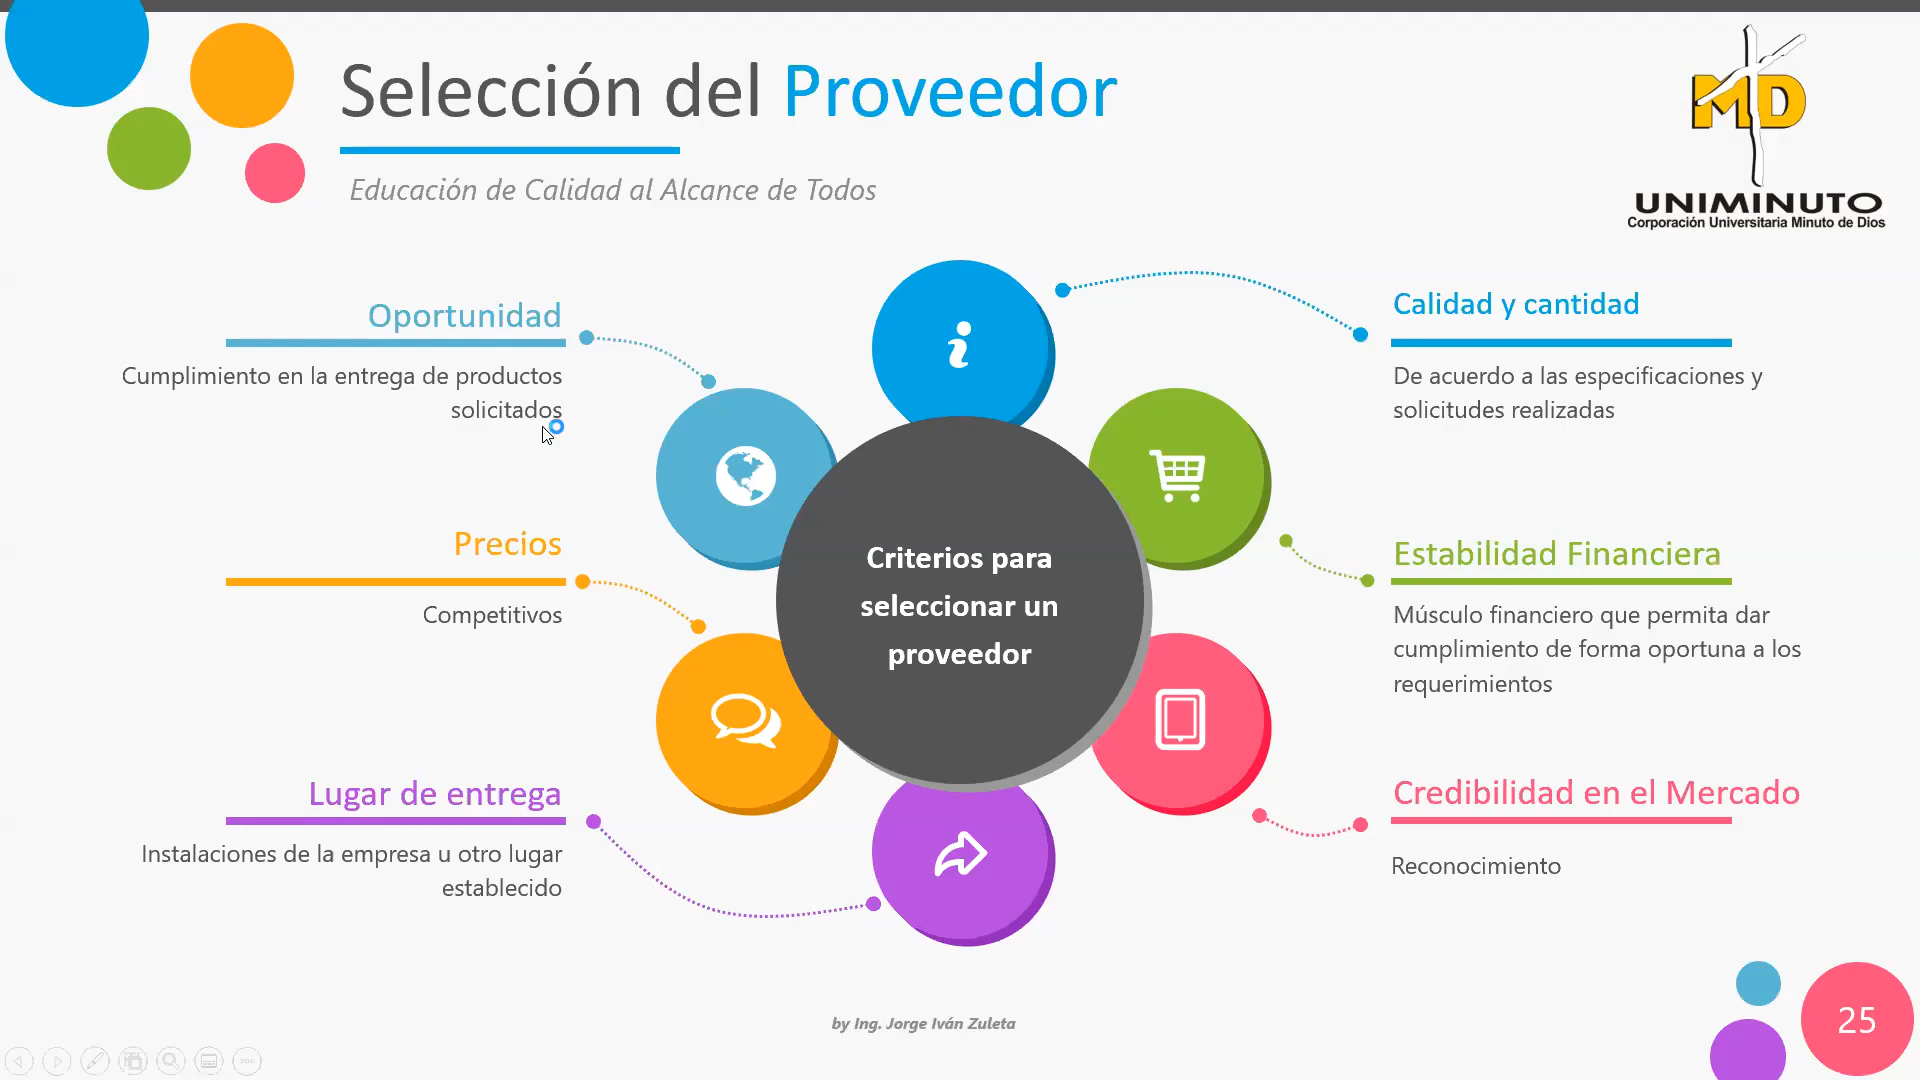 Selección del Proveedor
Educación de Calidad al Alcance de Todos
MD
UNIMINUTO
Corporación Universitaria Minuto de Dios
Oportunidad
Cumplimiento en la entrega de productos
solicitados
Precios
Competitivos
Lugar de entrega
Instalaciones de la empresa u otro lugar
establecido
Criterios para
seleccionar un
proveedor
Calidad y cantidad
De acuerdo a las especificaciones y
solicitudes realizadas
Estabilidad Financiera
Músculo financiero que permita dar
cumplimiento de forma oportuna a los
requerimientos
Credibilidad en el Mercado
Reconocimiento
by Ing. Jorge Iván Zuleta
25